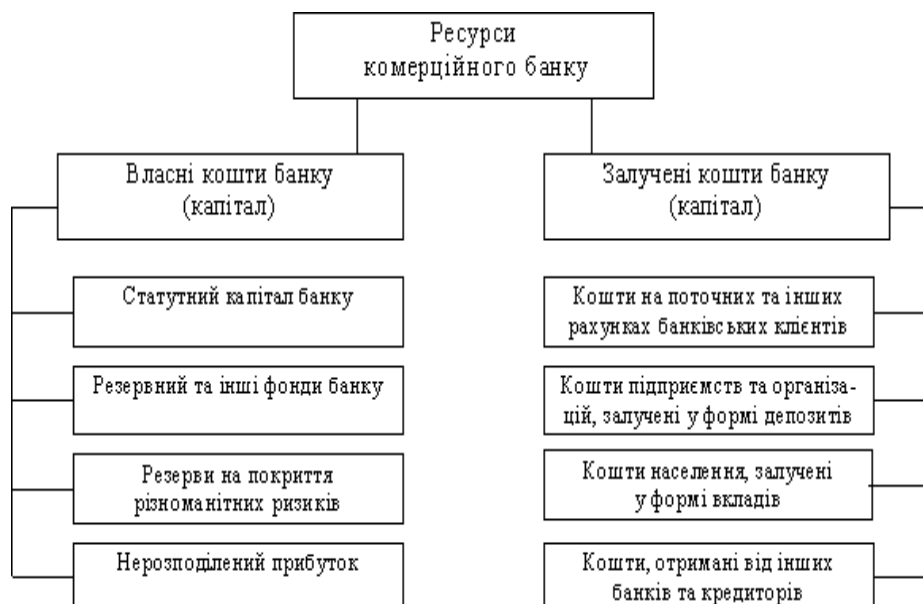 Ресурси
комерційного банку
Власні кошти банку
(капітал)
Залучені кошти банку
(капітал)
Статутний капітал банку
Кошти на поточних та інших
рахунках банківських клієнтів
Резервний та інші фонди банку
Кошти підприємств та організа-
цій, залучені у формі депозитів
Резерви на покриття
різноманітних ризиків
Кошти населення, залучені
у формі вкладів
Нерозподілений прибуток
Кошти, отримані від інших
банків та кредиторів